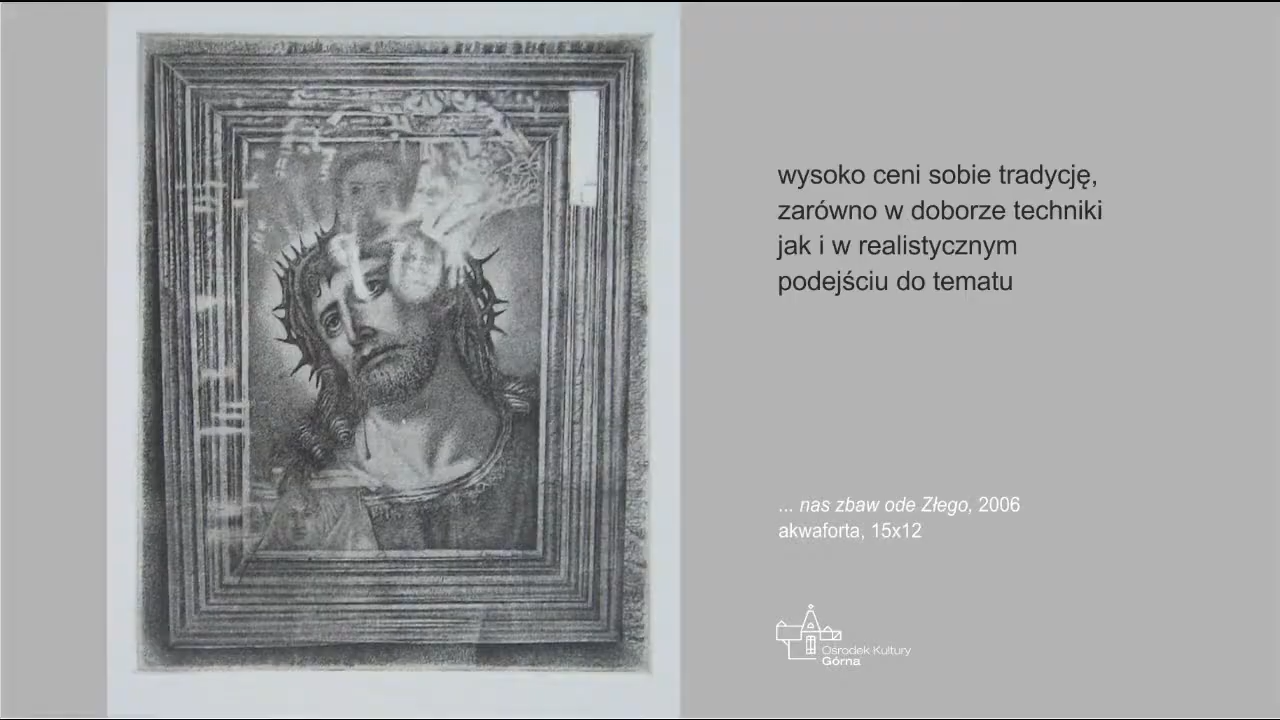 wysoko ceni sobie tradycję,
zarówno w doborze techniki
jak i w realistycznym
podejściu do tematu
... nas zbaw ode Złego, 2006
akwaforta, 15x12
Ośrodek Kultury
Górna